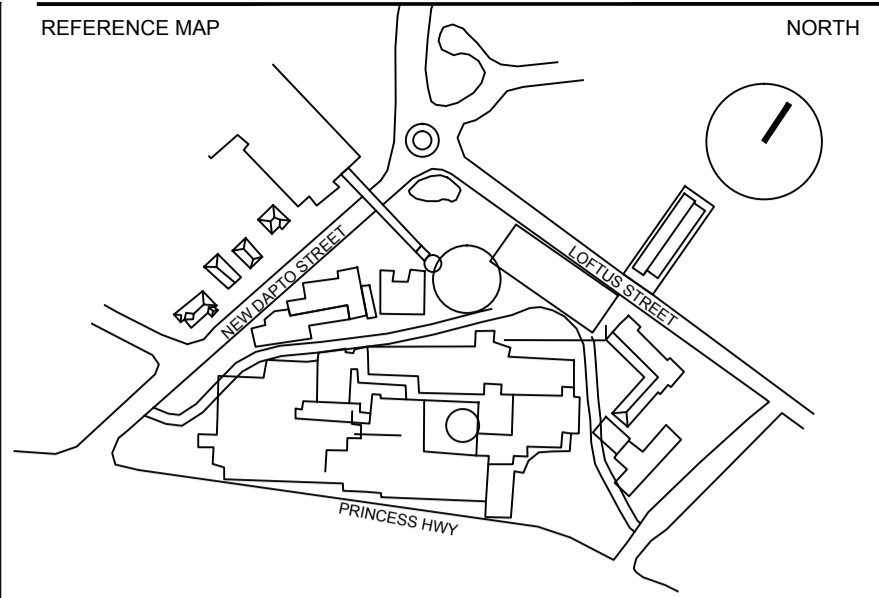 REFERENCE MAP
NORTH
NEW DAPTO STREET
LOFTUS STREET
PRINCESS HWY